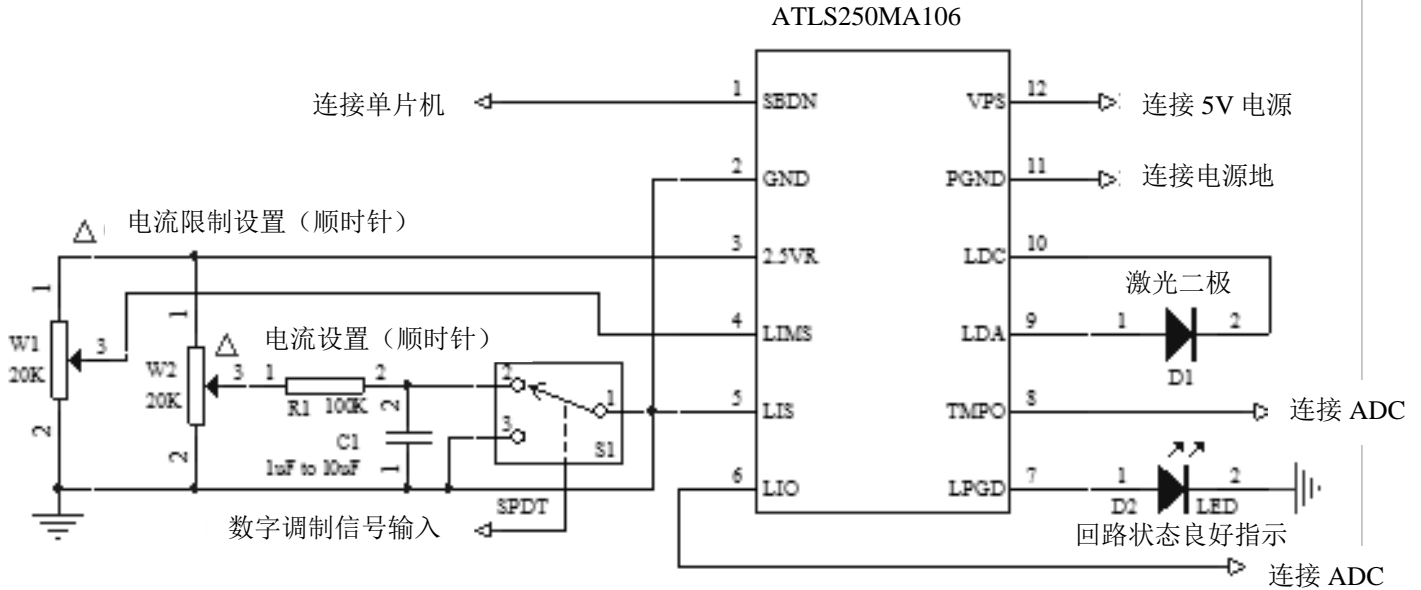 ATLS250MA106
连接单片机
1
SBDN
VPS
12
连接 5V 电源
2
GND
PGND
11
连接电源地
电流限制设置（顺时针）
3
2.5VR
LDC
10
激光二极
1
W1
20K
3
2
4
LIMS
LDA
9
1
2
D1
电流设置（顺时针）
1
W2
20K
3
2
1
R1
100K
2
2
C1
1uF to 10uF
1
2
3
1
S1
SPDT
5
LIS
TMPO
8
连接 ADC
6
LIO
LPGD
7
1
D2
2
LED
数字调制信号输入
回路状态良好指示
连接 ADC